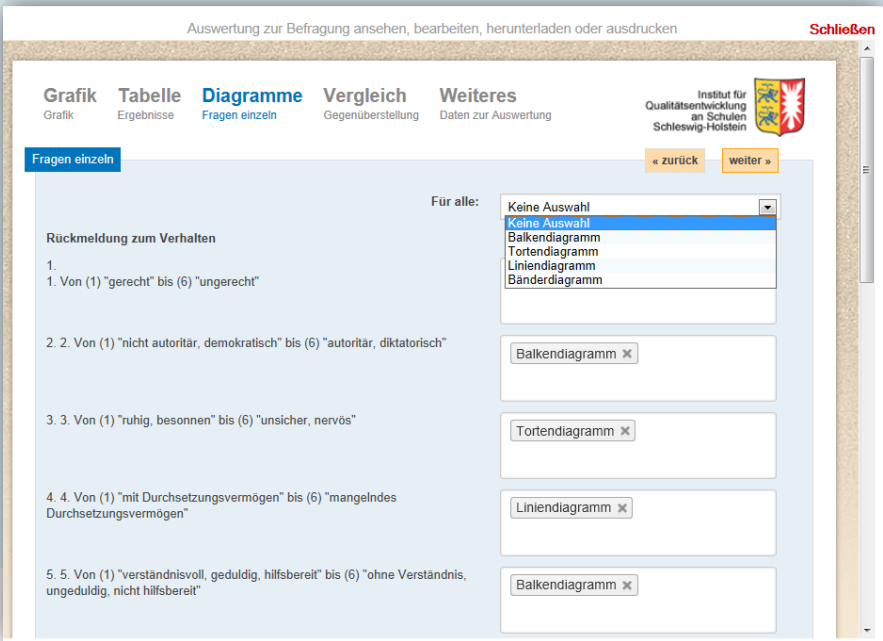 Auswertung zur Befragung ansehen, bearbeiten, herunterladen oder ausdrucken
Schließen
Grafik
Grafik
Tabelle
Ergebnisse
Diagramme
Fragen einzeln
Vergleich
Gegenüberstellung
Weiteres
Daten zur Auswertung
Institut für
Qualitätsentwicklung
an Schulen
Schleswig-Holstein
Fragen einzeln
« zurück
weiter »
Für alle:
Keine Auswahl
Keine Auswahl
Balkendiagramm
Tortendiagramm
Liniendiagramm
Bänderdiagramm
Rückmeldung zum Verhalten
1.
1. Von (1) "gerecht" bis (6) "ungerecht"
2. 2. Von (1) "nicht autoritär, demokratisch" bis (6) "autoritär, diktatorisch"
Balkendiagramm ×
3. 3. Von (1) "ruhig, besonnen" bis (6) "unsicher, nervös"
Tortendiagramm ×
4. 4. Von (1) "mit Durchsetzungsvermögen" bis (6) "mangelndes
Durchsetzungsvermögen"
Liniendiagramm ×
5. 5. Von (1) "verständnisvoll, geduldig, hilfsbereit" bis (6) "ohne Verständnis,
ungeduldig, nicht hilfsbereit"
Balkendiagramm ×